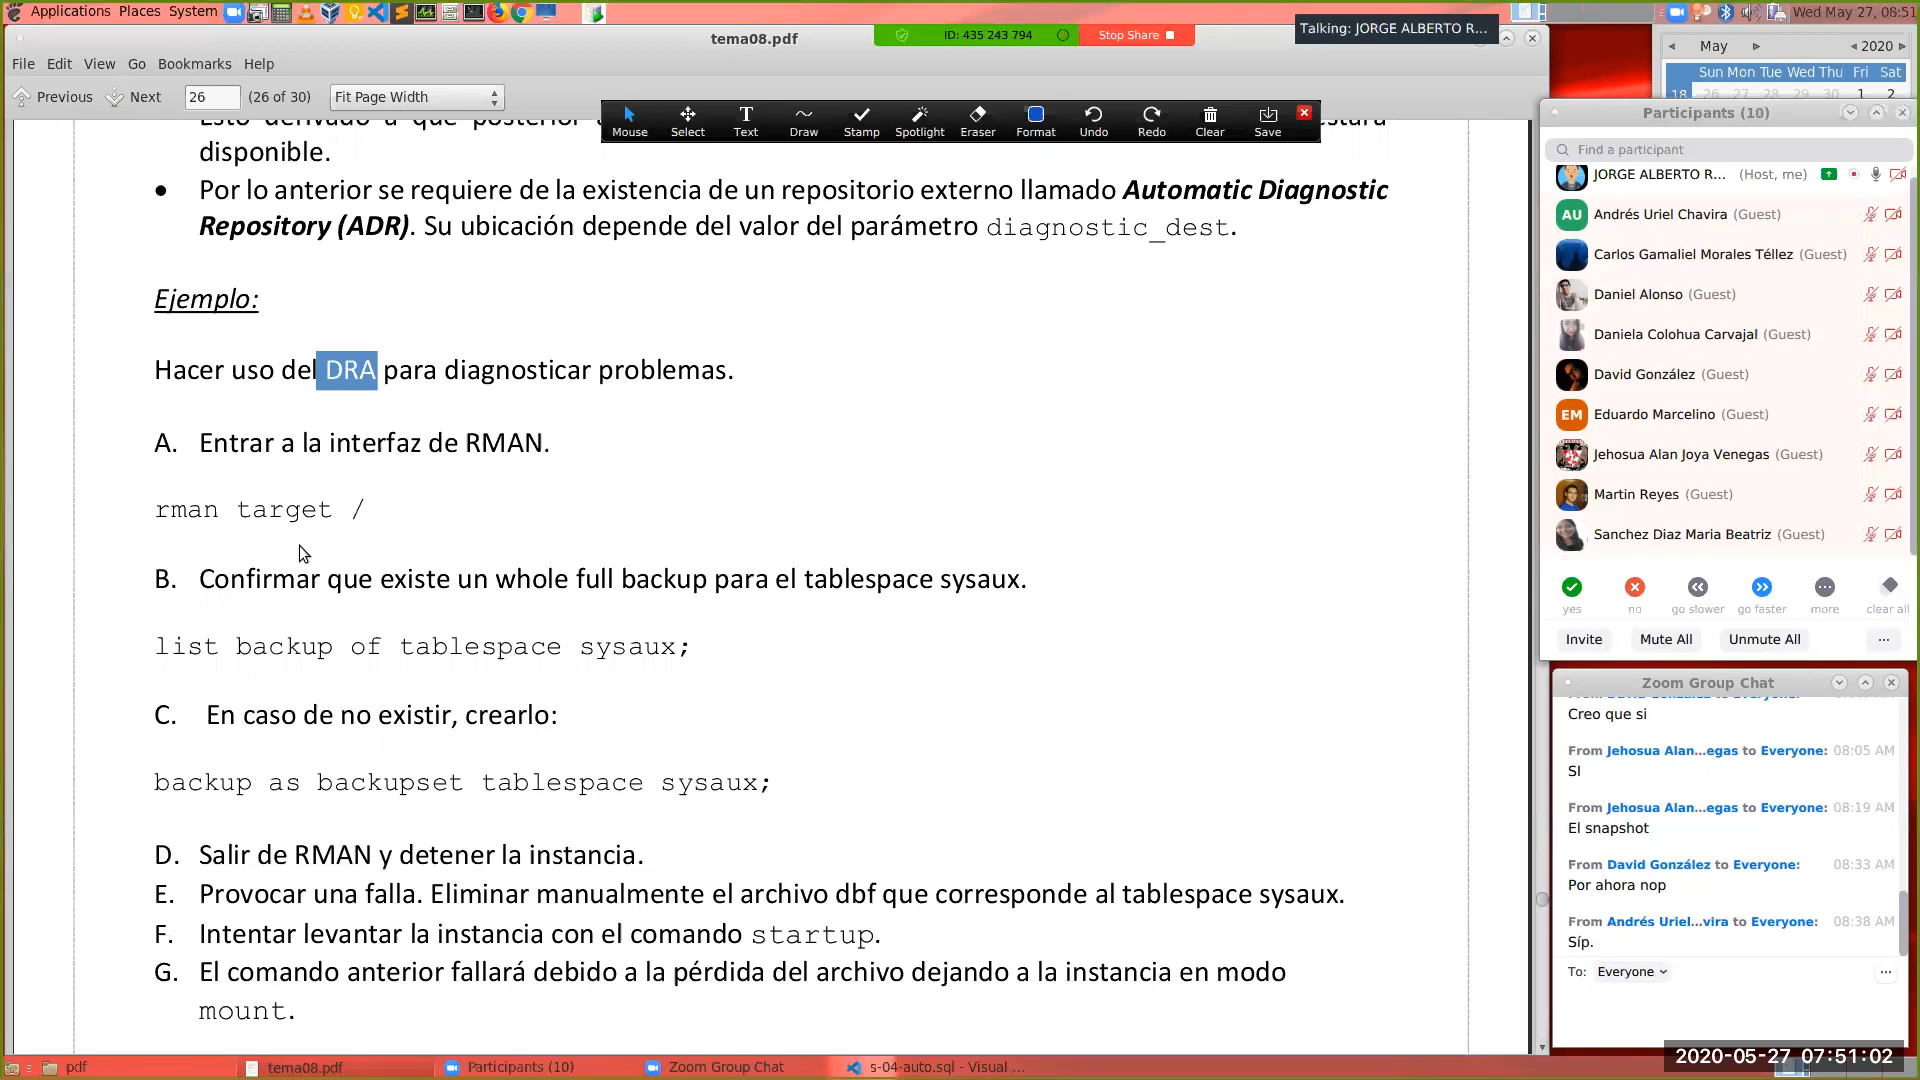 Applications Places System
Wed May 27, 08:51
tema08.pdf
ID: 435 243 794
Stop Share
Talking: JORGE ALBERTO R...
File Edit View Go Bookmarks Help
Previous Next 26 (26 of 30) Fit Page Width
Mouse Select Text Draw Stamp Spotlight Eraser Format Undo Redo Clear Save
disponible.
• Por lo anterior se requiere de la existencia de un repositorio externo llamado Automatic Diagnostic
Repository (ADR). Su ubicación depende del valor del parámetro diagnostic_dest.
Ejemplo:
Hacer uso del DRA para diagnosticar problemas.
A. Entrar a la interfaz de RMAN.
rman target /
B. Confirmar que existe un whole full backup para el tablespace sysaux.
list backup of tablespace sysaux;
C. En caso de no existir, crearlo:
backup as backupset tablespace sysaux;
D. Salir de RMAN y detener la instancia.
E. Provocar una falla. Eliminar manualmente el archivo dbf que corresponde al tablespace sysaux.
F. Intentar levantar la instancia con el comando startup.
G. El comando anterior fallará debido a la pérdida del archivo dejando a la instancia en modo
mount.
May 2020
Sun Mon Tue Wed Thu Fri Sat
18 26 27 28 29 30 1 2
Participants (10)
Find a participant
JORGE ALBERTO R... (Host, me)
AU Andrés Uriel Chavira (Guest)
Carlos Gamaliel Morales Téllez (Guest)
Daniel Alonso (Guest)
Daniela Colohua Carvajal (Guest)
David González (Guest)
EM Eduardo Marcelino (Guest)
Jehosua Alan Joya Venegas (Guest)
Martin Reyes (Guest)
Sanchez Diaz Maria Beatriz (Guest)
yes no go slower go faster more clear all
Invite Mute All Unmute All ...
Zoom Group Chat
Creo que si
From Jehosua Alan...egas to Everyone: 08:05 AM
SI
From Jehosua Alan...egas to Everyone: 08:19 AM
El snapshot
From David González to Everyone: 08:33 AM
Por ahora nop
From Andrés Uriel...vira to Everyone: 08:38 AM
Síp.
To: Everyone ...
pdf
tema08.pdf
Participants (10)
Zoom Group Chat
s-04-auto.sql - Visual ...
2020-05-27 07:51:02